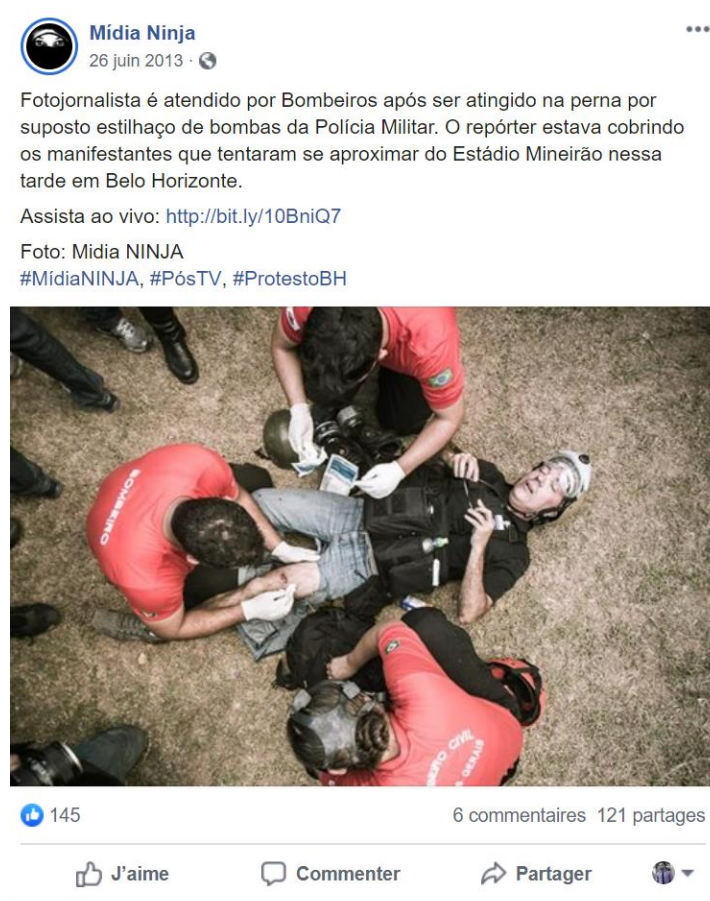 Mídia Ninja
26 juin 2013 ·
Fotojornalista é atendido por Bombeiros após ser atingido na perna por
suposto estilhaço de bombas da Polícia Militar. O repórter estava cobrindo
os manifestantes que tentaram se aproximar do Estádio Mineirão nessa
tarde em Belo Horizonte.
Assista ao vivo: http://bit.ly/10BniQ7
Foto: Midia NINJA
#MídiaNINJA, #PósTV, #ProtestoBH
BOMBEIRO
CIVIL
GERAIS
145
6 commentaires 121 partages
J'aime
Commenter
Partager